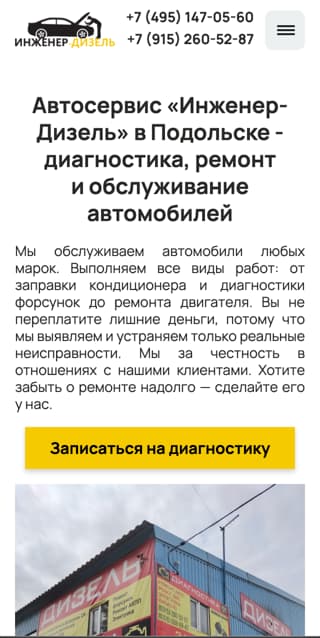 +7 (495) 147-05-60
ИНЖЕНЕР ДИЗЕЛЬ
+7 (915) 260-52-87
Автосервис «Инженер-
Дизель» в Подольске -
диагностика, ремонт
и обслуживание
автомобилей
Мы обслуживаем автомобили любых
марок. Выполняем все виды работ: от
заправки кондиционера и диагностики
форсунок до ремонта двигателя. Вы не
переплатите лишние деньги, потому что
мы выявляем и устраняем только реальные
неисправности. Мы за честность в
отношениях с нашими клиентами. Хотите
забыть о ремонте надолго — сделайте его
у нас.
Записаться на диагностику
ДИЗЕЛЬ
ДИАГНОСТИКА
ДИЗЕЛЬ